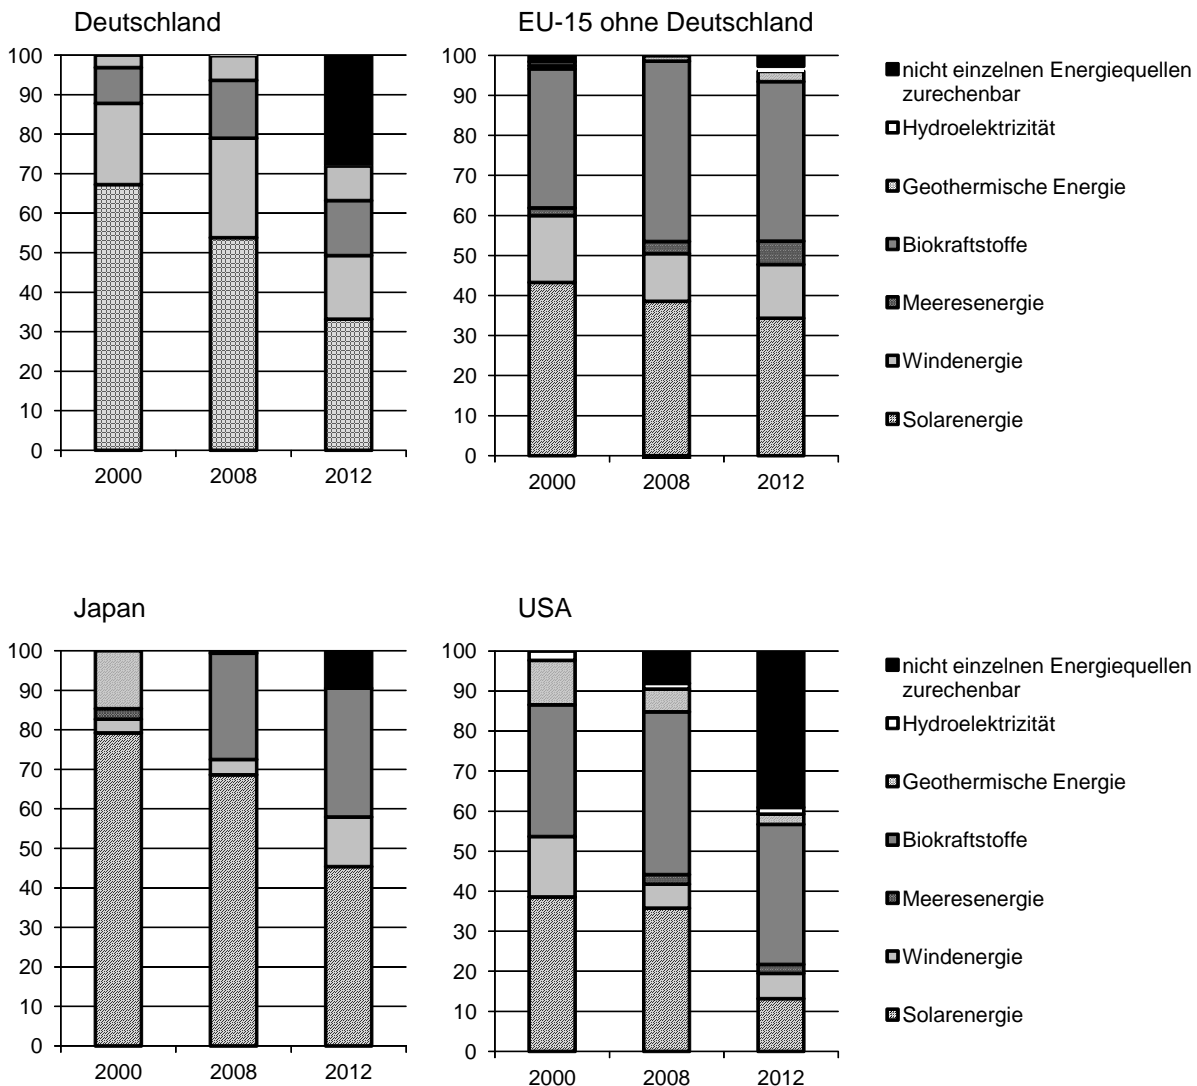 Deutschland
100
90
80
70
60
50
40
30
20
10
0
2000 2008 2012
EU-15 ohne Deutschland
100
90
80
70
60
50
40
30
20
10
0
2000 2008 2012
nicht einzelnen Energiequellen
zurechenbar
Hydroelektrizität
Geothermische Energie
Biokraftstoffe
Meeresenergie
Windenergie
Solarenergie
Japan
100
90
80
70
60
50
40
30
20
10
0
2000 2008 2012
USA
100
90
80
70
60
50
40
30
20
10
0
2000 2008 2012
nicht einzelnen Energiequellen
zurechenbar
Hydroelektrizität
Geothermische Energie
Biokraftstoffe
Meeresenergie
Windenergie
Solarenergie